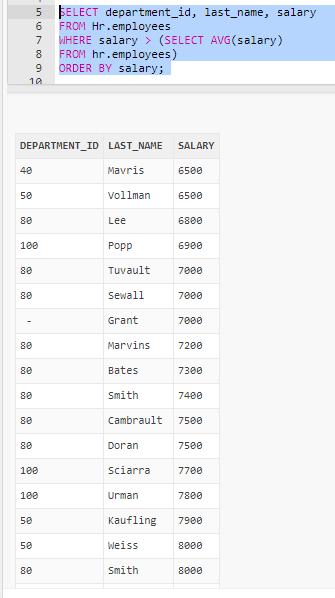 5 SELECT department_id, last_name, salary
6 FROM Hr.employees
7 WHERE salary > (SELECT AVG(salary)
8 FROM hr.employees)
9 ORDER BY salary;
10
DEPARTMENT_ID LAST_NAME SALARY
40 Mavris 6500
50 Vollman 6500
80 Lee 6800
100 Popp 6900
80 Tuvault 7000
80 Sewall 7000
- Grant 7000
80 Marvins 7200
80 Bates 7300
80 Smith 7400
80 Cambrault 7500
80 Doran 7500
100 Sciarra 7700
100 Urman 7800
50 Kaufling 7900
50 Weiss 8000
80 Smith 8000